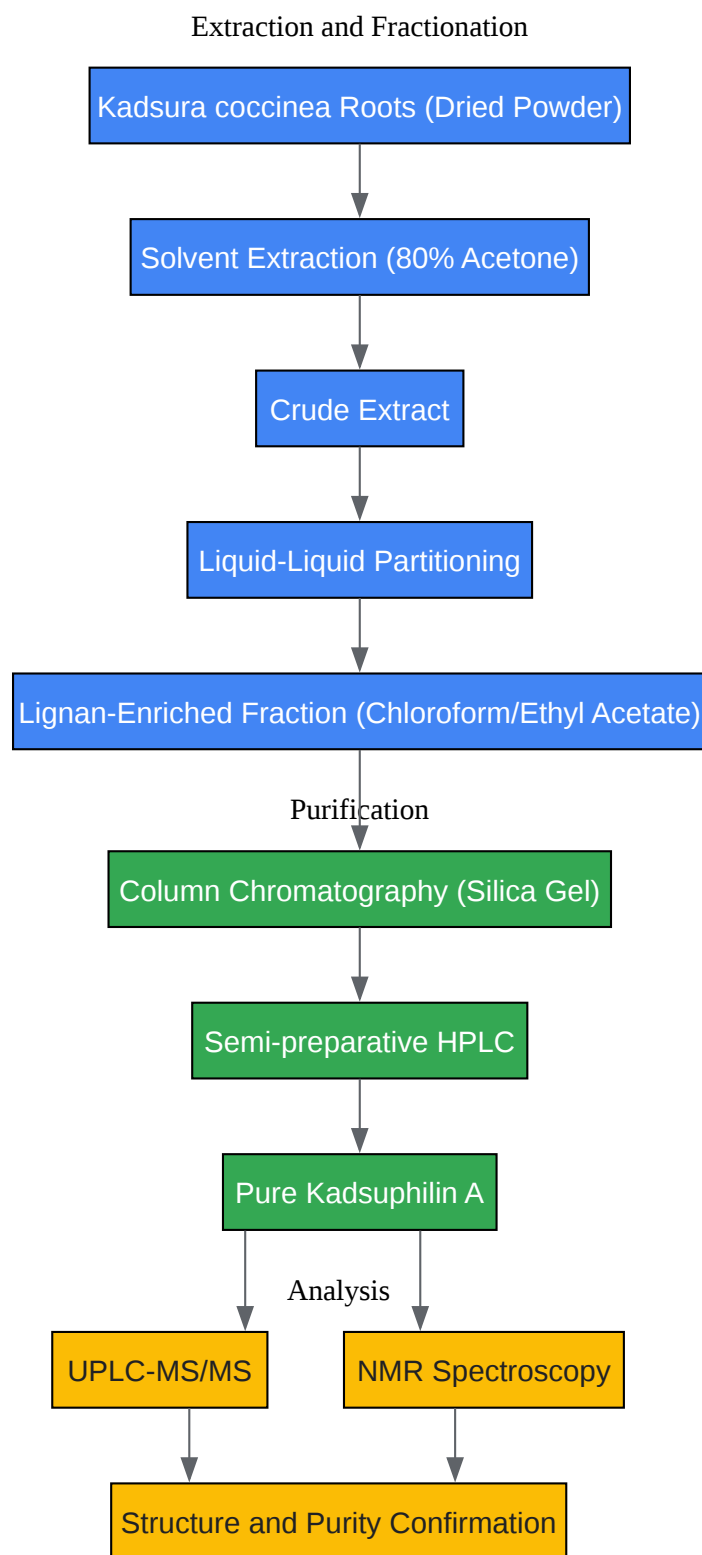 Extraction and Fractionation
Kadsura coccinea Roots (Dried Powder)
Solvent Extraction (80% Acetone)
Crude Extract
Liquid-Liquid Partitioning
Lignan-Enriched Fraction (Chloroform/Ethyl Acetate)
Purification
Column Chromatography (Silica Gel)
Semi-preparative HPLC
Pure Kadsuphilin A
Analysis
UPLC-MS/MS
NMR Spectroscopy
Structure and Purity Confirmation